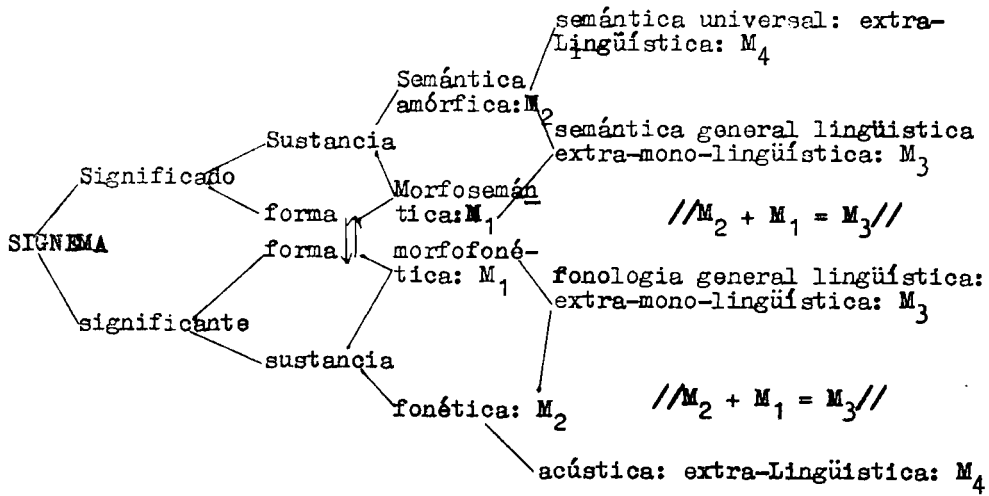 semántica universal: extra-
Lingüística: M4
Semántica
amórfica: M2
Sustancia
semántica general lingüistica
extra-mono-lingüística: M3
Significado
Morfosemán
tica: M1
forma
//M2 + M1 = M3//
SIGNEMA
forma
morfofoné-
tica: M1
fonologia general lingüística:
extra-mono-lingüística: M3
significante
sustancia
fonética: M2
//M2 + M1 = M3//
acústica: extra-Lingüistica: M4